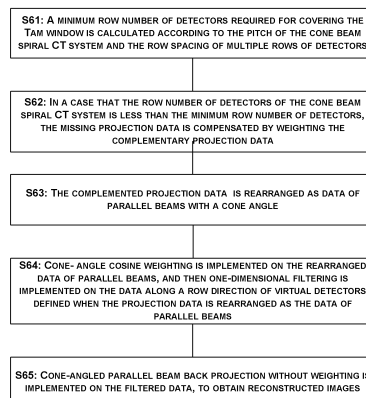 S61: A MINIMUM ROW NUMBER OF DETECTORS REQUIRED FOR COVERING THE
TAM WINDOW IS CALCULATED ACCORDING TO THE PITCH OF THE CONE BEAM
SPIRAL CT SYSTEM AND THE ROW SPACING OF MULTIPLE ROWS OF DETECTORS
S62: IN A CASE THAT THE ROW NUMBER OF DETECTORS OF THE CONE BEAM
SPIRAL CT SYSTEM IS LESS THAN THE MINIMUM ROW NUMBER OF DETECTORS,
THE MISSING PROJECTION DATA IS COMPENSATED BY WEIGHTING THE
COMPLEMENTARY PROJECTION DATA
S63: THE COMPLEMENTED PROJECTION DATA IS REARRANGED AS DATA OF
PARALLEL BEAMS WITH A CONE ANGLE
S64: CONE- ANGLE COSINE WEIGHTING IS IMPLEMENTED ON THE REARRANGED
DATA OF PARALLEL BEAMS, AND THEN ONE-DIMENSIONAL FILTERING IS
IMPLEMENTED ON THE DATA ALONG A ROW DIRECTION OF VIRTUAL DETECTORS
DEFINED WHEN THE PROJECTION DATA IS REARRANGED AS THE DATA OF
PARALLEL BEAMS
S65: CONE-ANGLED PARALLEL BEAM BACK PROJECTION WITHOUT WEIGHTING IS
IMPLEMENTED ON THE FILTERED DATA, TO OBTAIN RECONSTRUCTED IMAGES